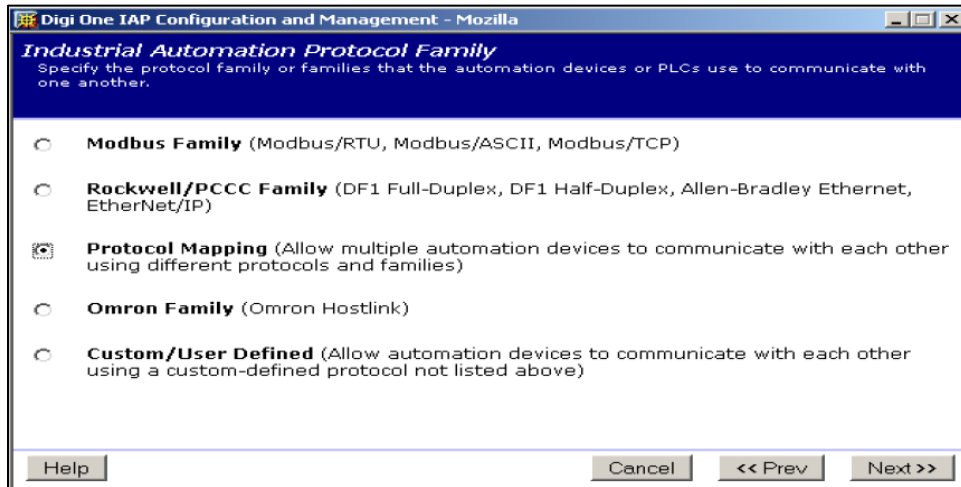 Digi One IAP Configuration and Management - Mozilla
Industrial Automation Protocol Family
Specify the protocol family or families that the automation devices or PLCs use to communicate with
one another.
Modbus Family (Modbus/RTU, Modbus/ASCII, Modbus/TCP)
Rockwell/PCCC Family (DF1 Full-Duplex, DF1 Half-Duplex, Allen-Bradley Ethernet,
EtherNet/IP)
Protocol Mapping (Allow multiple automation devices to communicate with each other
using different protocols and families)
Omron Family (Omron Hostlink)
Custom/User Defined (Allow automation devices to communicate with each other
using a custom-defined protocol not listed above)
Help Cancel << Prev Next >>